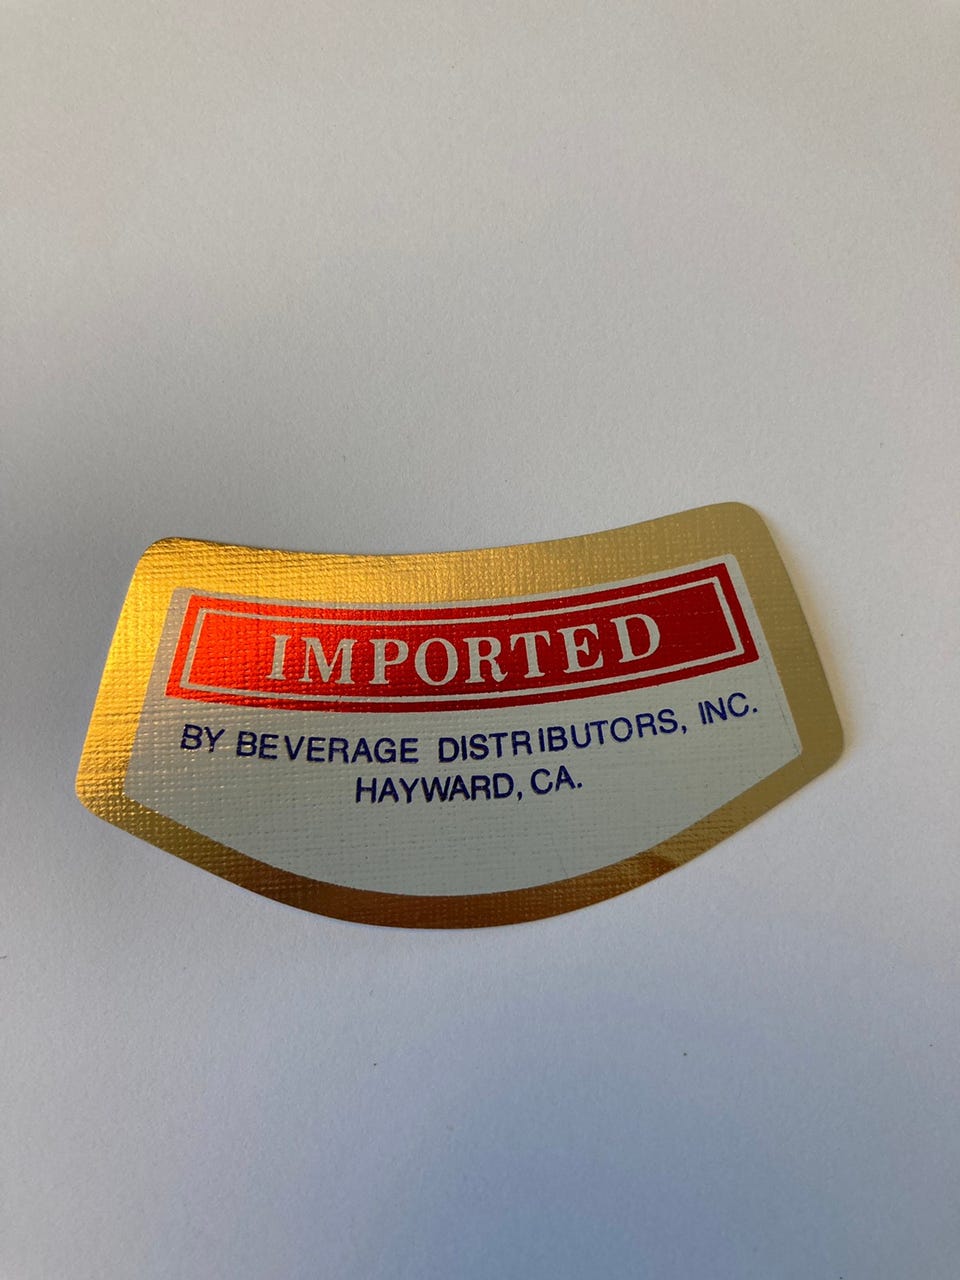 IMPORTED
BY BEVERAGE DISTRIBUTORS, INC.
HAYWARD, CA.